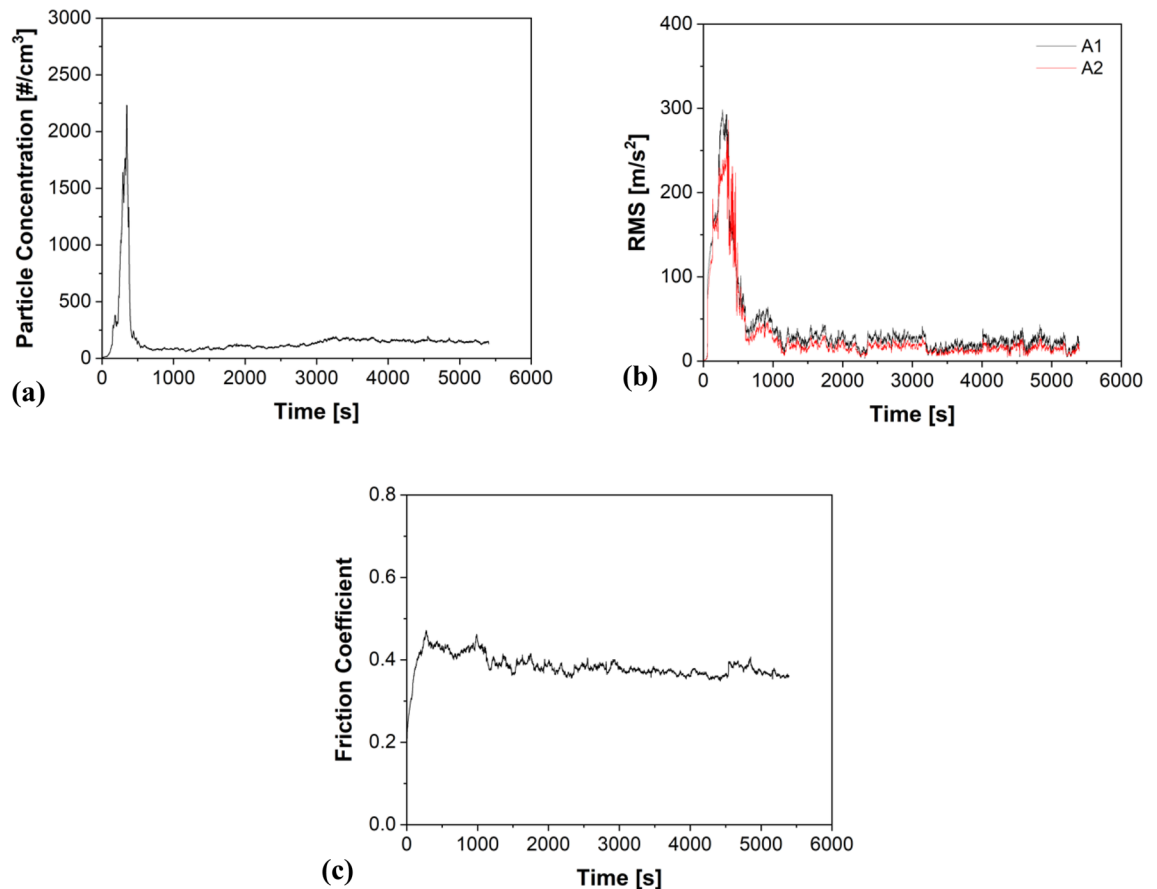 3000
2500
2000
1500
1000
500
0
Particle Concentration [#/cm³]
0 1000 2000 3000 4000 5000 6000
Time [s]
(a)
400
300
200
100
0
RMS [m/s²]
A1
A2
0 1000 2000 3000 4000 5000 6000
Time [s]
(b)
0.8
0.6
0.4
0.2
0.0
Friction Coefficient
0 1000 2000 3000 4000 5000 6000
Time [s]
(c)